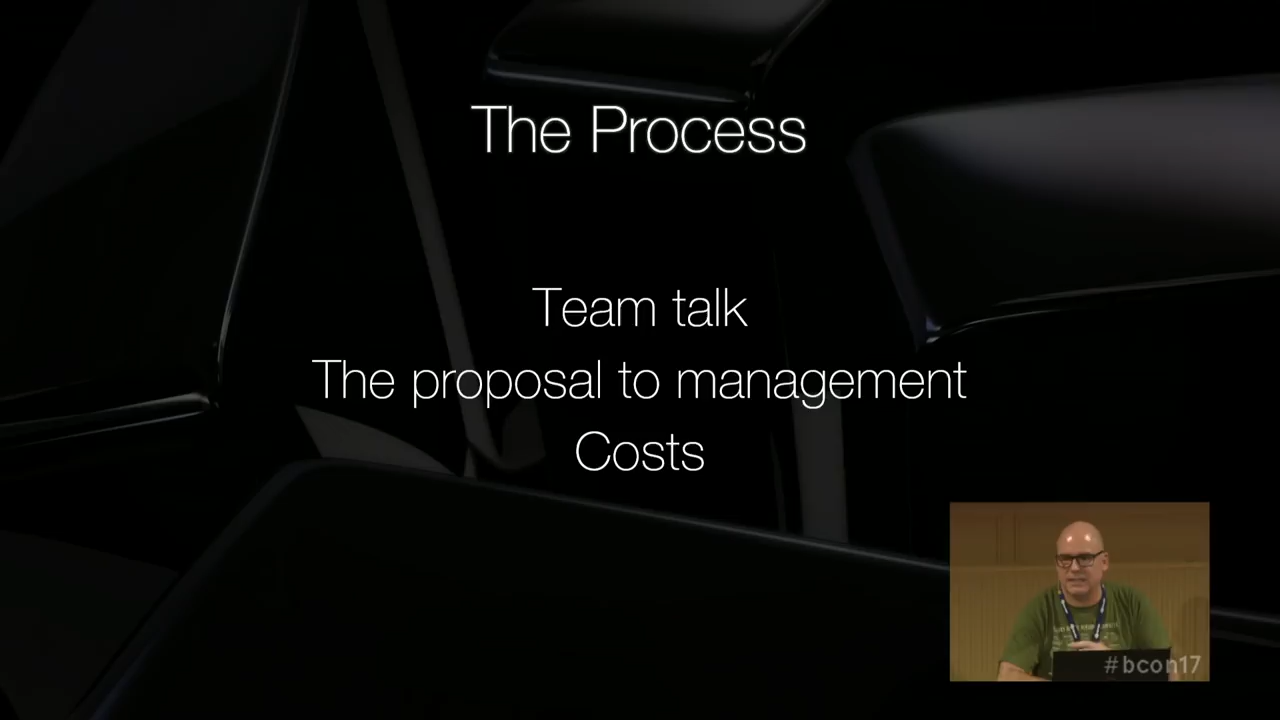 The Process
Team talk
The proposal to management
Costs
#bcon17